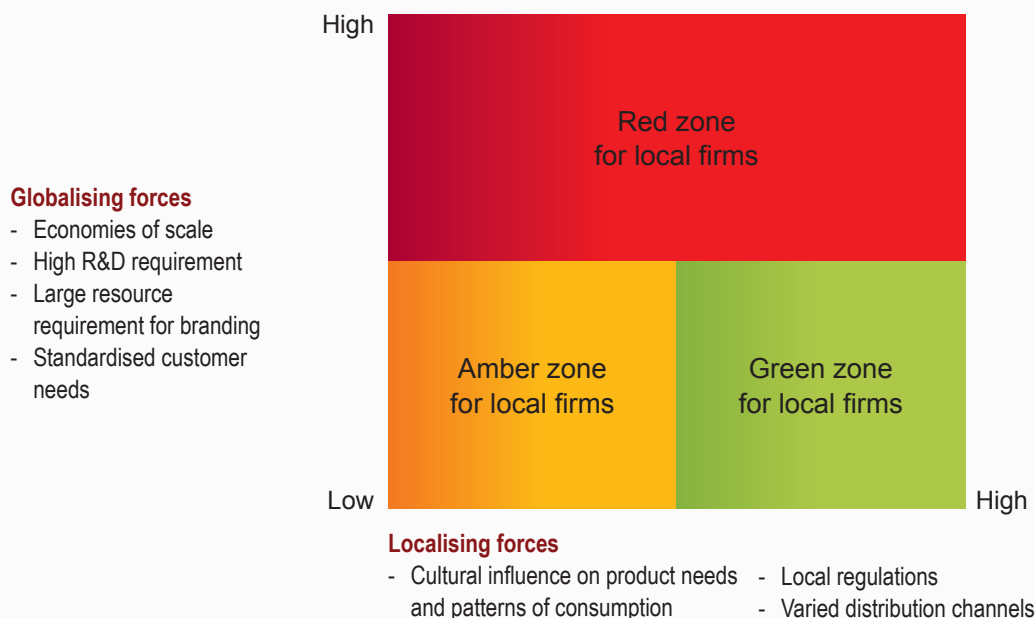 High
Red zone
for local firms
Globalising forces
- Economies of scale
- High R&D requirement
- Large resource
requirement for branding
- Standardised customer
needs
Amber zone
for local firms
Green zone
for local firms
Low
High
Localising forces
- Cultural influence on product needs
and patterns of consumption
- Local regulations
- Varied distribution channels